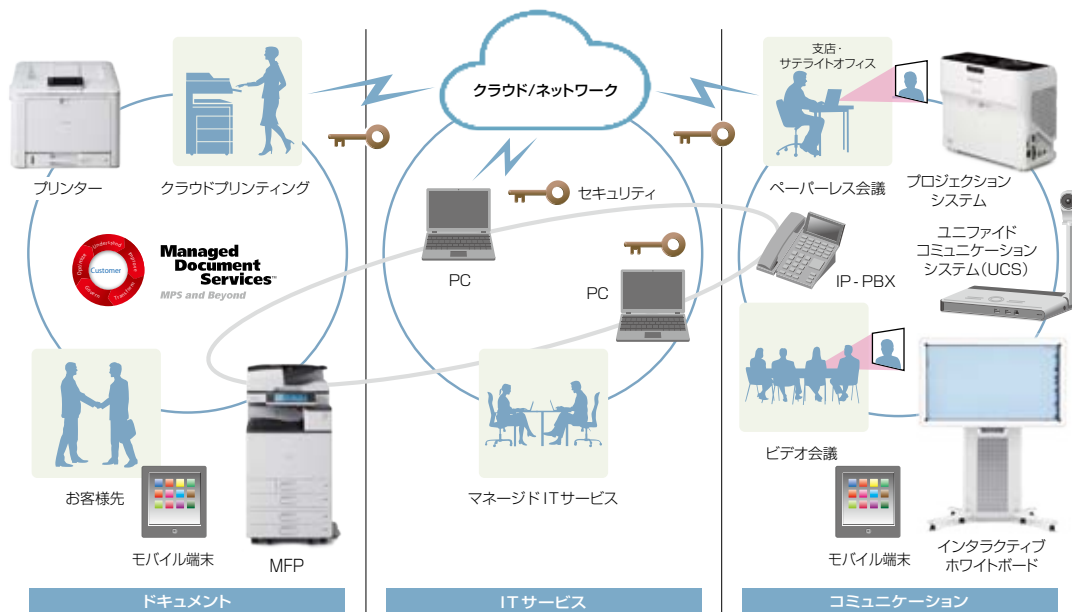 プリンター
クラウドプリンティング
Customer
Understand
Improve
Transform
Govern
Optimize
Managed
Document
Services™
MPS and Beyond
お客様先
モバイル端末
MFP
ドキュメント
クラウド/ネットワーク
セキュリティ
PC
PC
マネージドITサービス
ITサービス
支店・
サテライトオフィス
ペーパーレス会議
プロジェクション
システム
ユニファイド
コミュニケーション
システム(UCS)
IP-PBX
ビデオ会議
モバイル端末
インタラクティブ
ホワイトボード
コミュニケーション